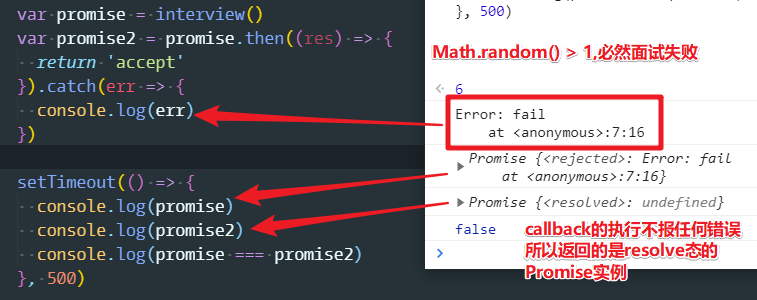 var promise = interview()
var promise2 = promise.then((res) => {
  return 'accept'
}).catch(err => {
  console.log(err)
})
setTimeout(() => {
  console.log(promise)
  console.log(promise2)
  console.log(promise === promise2)
}, 500)
}, 500)
Math.random() > 1,必然面试失败
6
Error: fail
    at <anonymous>:7:16
Promise {<rejected>: Error: fail
    at <anonymous>:7:16}
Promise {<resolved>: undefined}
false
callback的执行不报任何错误
所以返回的是resolve态的
Promise实例